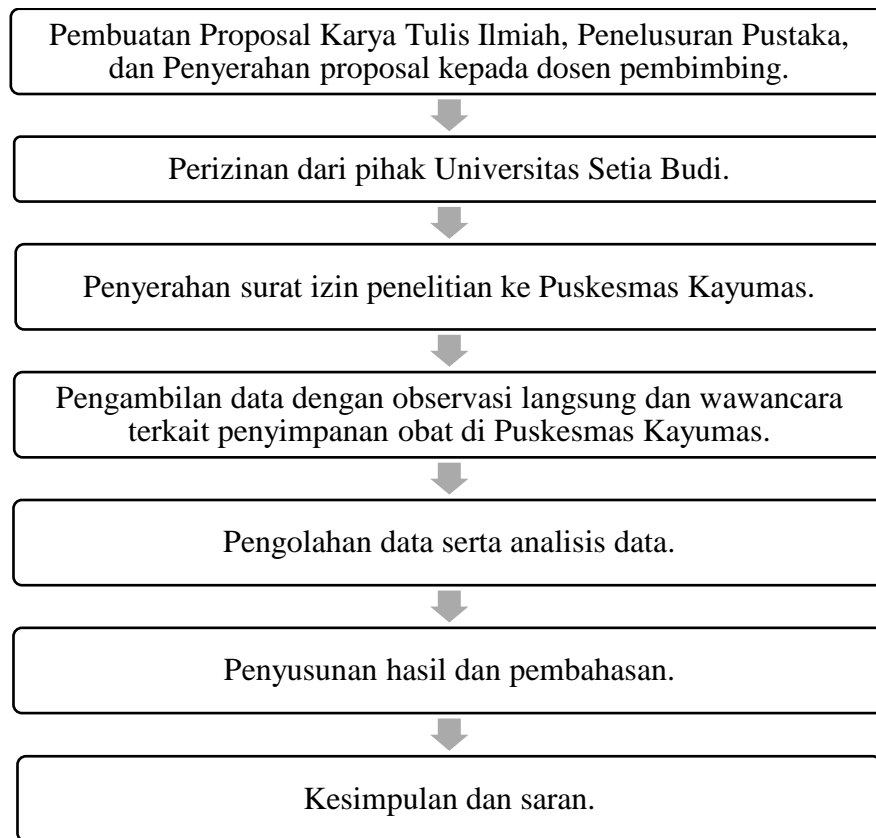 Pembuatan Proposal Karya Tulis Ilmiah, Penelusuran Pustaka,
dan Penyerahan proposal kepada dosen pembimbing.
Perizinan dari pihak Universitas Setia Budi.
Penyerahan surat izin penelitian ke Puskesmas Kayumas.
Pengambilan data dengan observasi langsung dan wawancara
terkait penyimpanan obat di Puskesmas Kayumas.
Pengolahan data serta analisis data.
Penyusunan hasil dan pembahasan.
Kesimpulan dan saran.